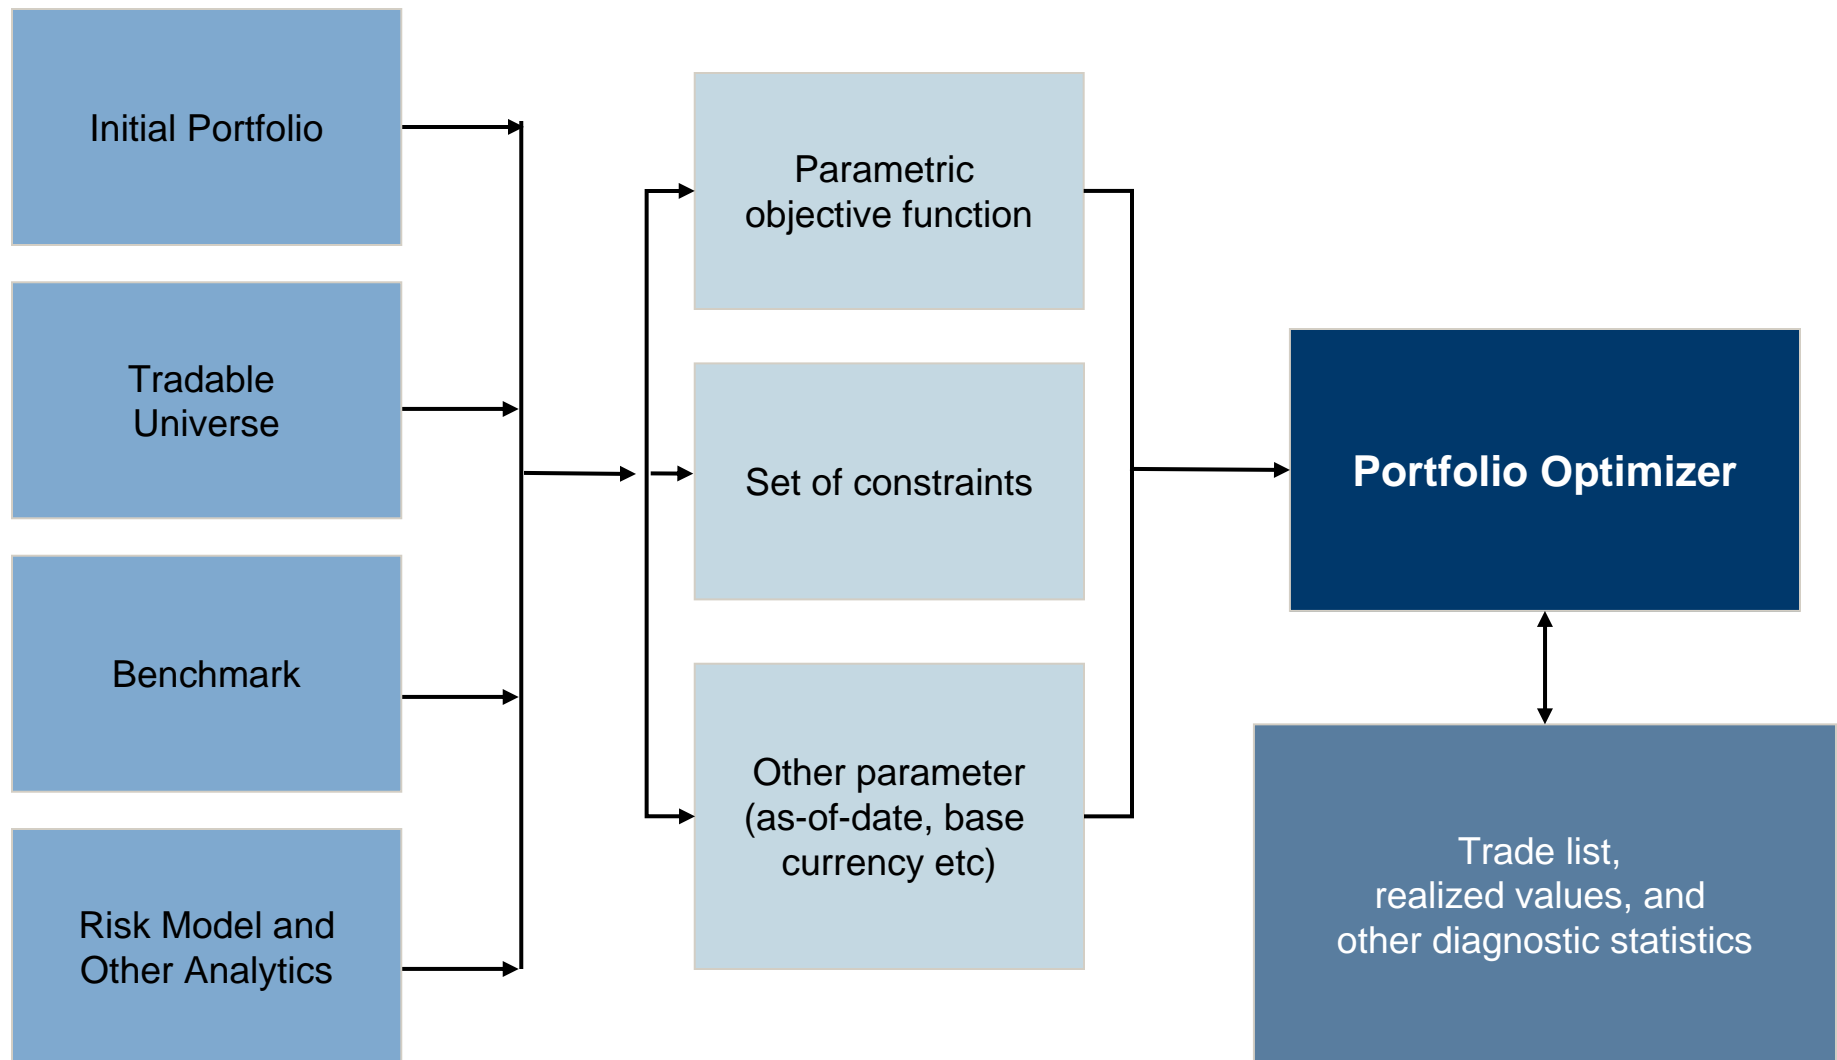 Initial Portfolio
Tradable
Universe
Benchmark
Risk Model and
Other Analytics
Parametric
objective function
Set of constraints
Other parameter
(as-of-date, base
currency etc)
Portfolio Optimizer
Trade list,
realized values, and
other diagnostic statistics